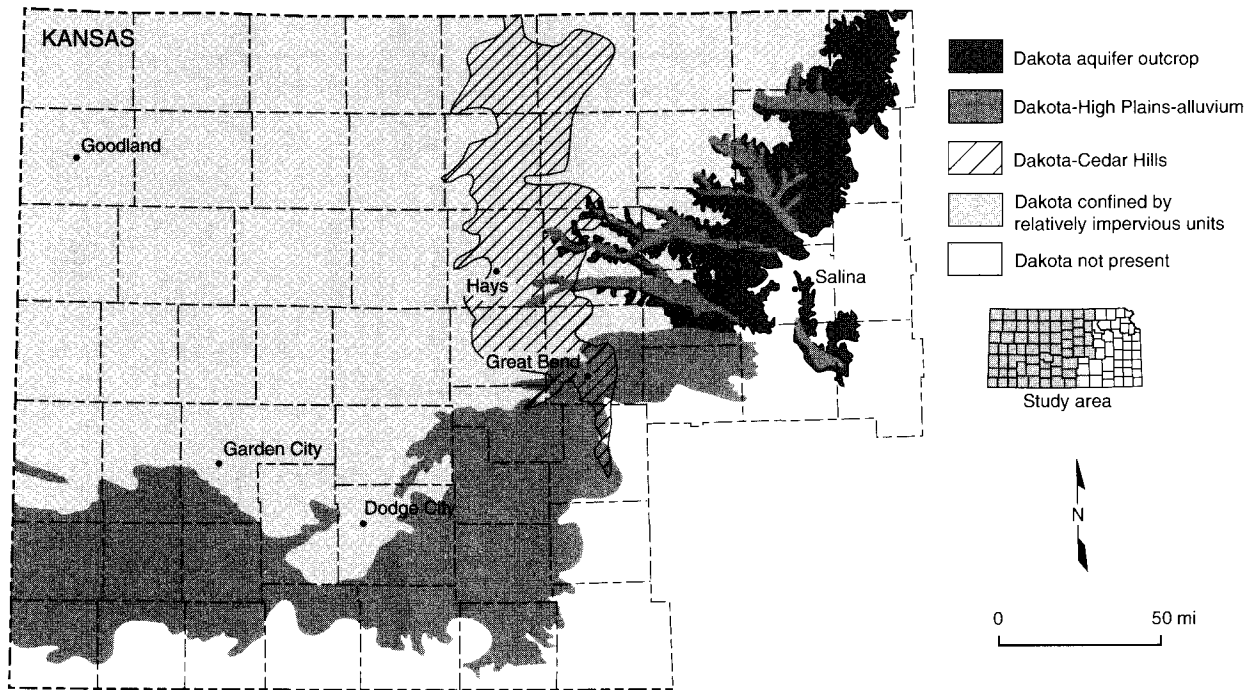 KANSAS
Goodland
Hays
Salina
Great Bend
Garden City
Dodge City
Dakota aquifer outcrop
Dakota-High Plains-alluvium
Dakota-Cedar Hills
Dakota confined by
relatively impervious units
Dakota not present
Study area
N
0 50 mi